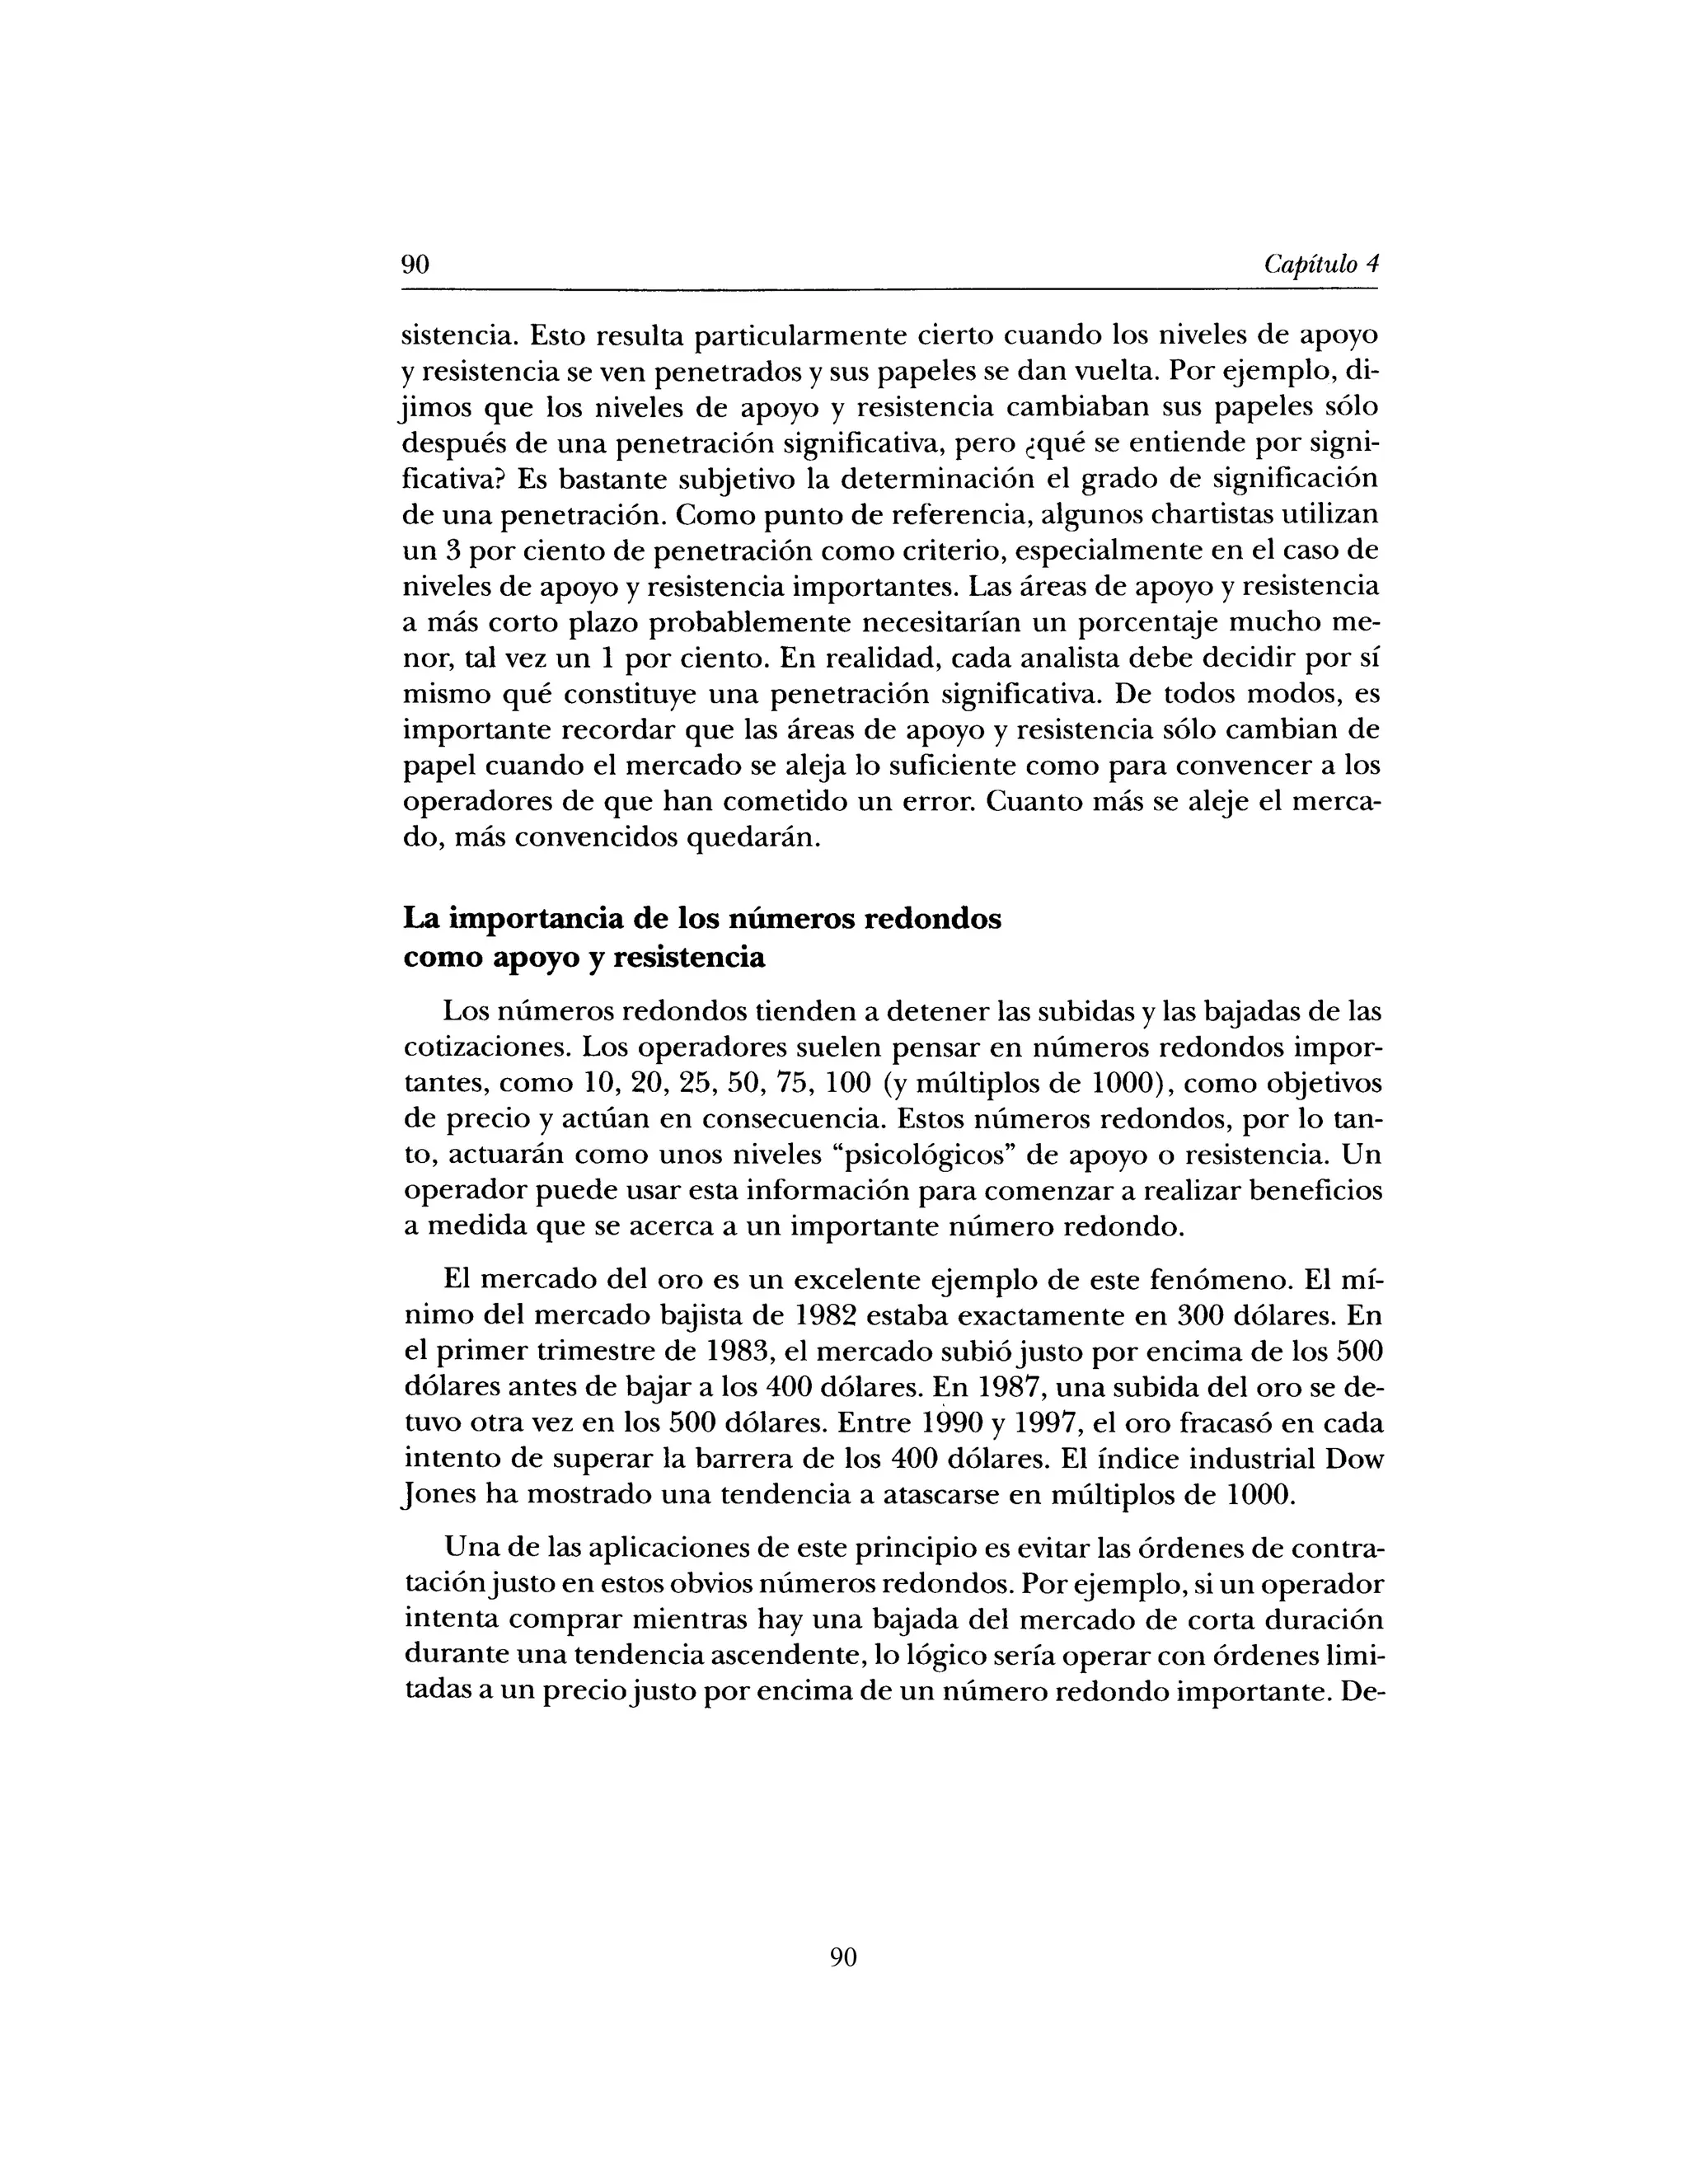 90 Capítulo 4
sistencia. Esto resulta particularmente cierto cuando los niveles de apoyo
y resistencia se ven penetrados y sus papeles se dan vuelta. Por ejemplo, di-
jimos que los niveles de apoyo y resistencia cambiaban sus papeles sólo
después de una penetración significativa, pero ¿qué se entiende por signi-
ficativa? Es bastante subjetivo la determinación el grado de significación
de una penetración. Como punto de referencia, algunos chartistas utilizan
un 3 por ciento de penetración como criterio, especialmente en el caso de
niveles de apoyo y resistencia importantes. Las áreas de apoyo y resistencia
a más corto plazo probablemente necesitarían un porcentaje mucho me-
nor, tal vez un 1 por ciento. En realidad, cada analista debe decidir por sí
mismo qué constituye una penetración significativa. De todos modos, es
importante recordar que las áreas de apoyo y resistencia sólo cambian de
papel cuando el mercado se aleja lo suficiente como para convencer a los
operadores de que han cometido un error. Cuanto más se aleje el merca-
do, más convencidos quedarán.
La importancia de los números redondos
como apoyo y resistencia
Los números redondos tienden a detener las subidas y las bajadas de las
cotizaciones. Los operadores suelen pensar en números redondos impor-
tantes, como 10, 20, 25, 50, 75, 100 (y múltiplos de 1000), como objetivos
de precio y actúan en consecuencia. Estos números redondos, por lo tan-
to, actuarán como unos niveles “psicológicos” de apoyo o resistencia. Un
operador puede usar esta información para comenzar a realizar beneficios
a medida que se acerca a un importante número redondo.
El mercado del oro es un excelente ejemplo de este fenómeno. El mí-
nimo del mercado bajista de 1982 estaba exactamente en 300 dólares. En
el primer trimestre de 1983, el mercado subió justo por encima de los 500
dólares antes de bajar a los 400 dólares. En 1987, una subida del oro se de-
tuvo otra vez en los 500 dólares. Entre 1990 y 1997, el oro fracasó en cada
intento de superar la barrera de los 400 dólares. El índice industrial Dow
Jones ha mostrado una tendencia a atascarse en múltiplos de 1000.
Una de las aplicaciones de este principio es evitar las órdenes de contra-
tación justo en estos obvios números redondos. Por ejemplo, si un operador
intenta comprar mientras hay una bajada del mercado de corta duración
durante una tendencia ascendente, lo lógico sería operar con órdenes limi-
tadas a un precio justo por encima de un número redondo importante. De-
90